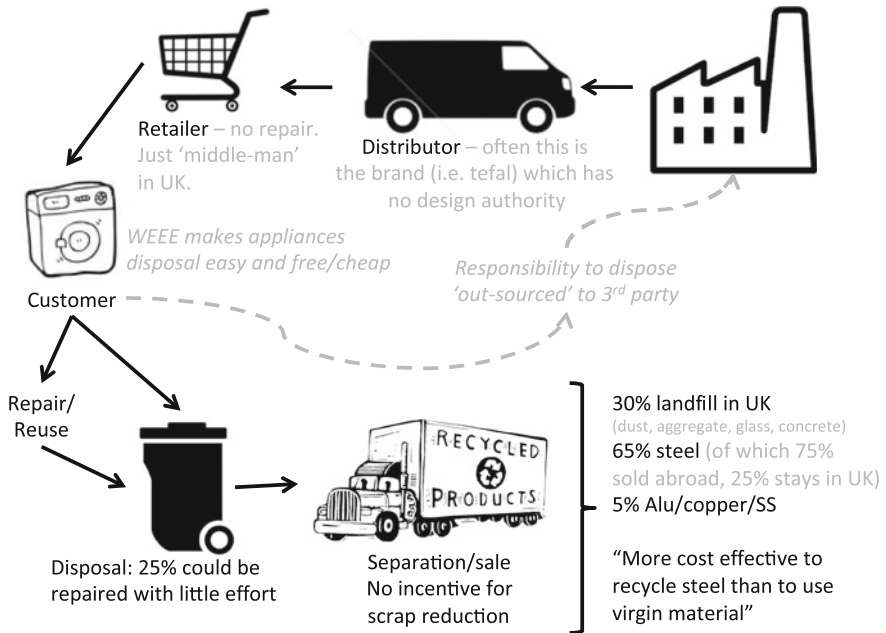 Retailer – no repair.
Just ‘middle-man’
in UK.
Distributor – often this is
the brand (i.e. tefal) which has
no design authority
WEEE makes appliances
disposal easy and free/cheap
Responsibility to dispose
‘out-sourced’ to 3rd party
Customer
Repair/
Reuse
Disposal: 25% could be
repaired with little effort
RECYCLED
PRODUCTS
Separation/sale
No incentive for
scrap reduction
30% landfill in UK
(dust, aggregate, glass, concrete)
65% steel (of which 75%
sold abroad, 25% stays in UK)
5% Alu/copper/SS
“More cost effective to
recycle steel than to use
virgin material”